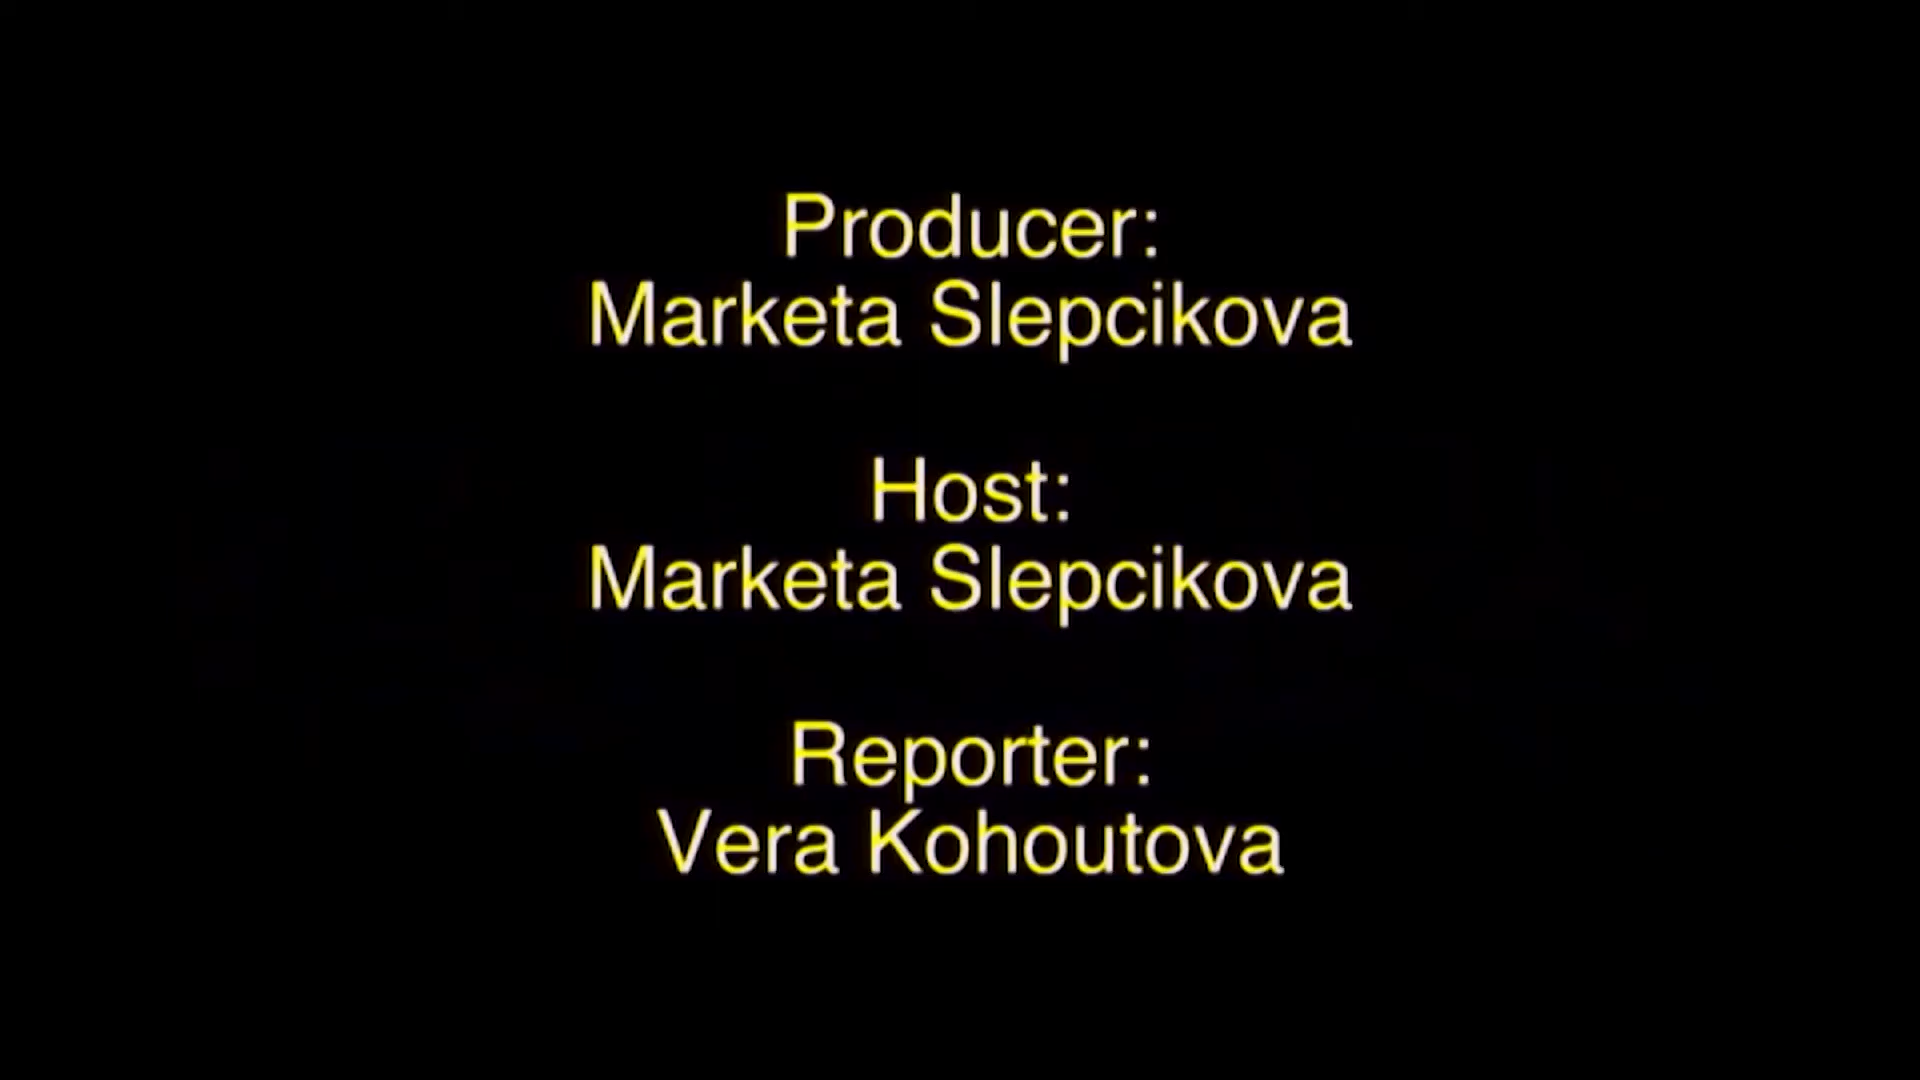 Producer:
Marketa Slepcikova
Host:
Marketa Slepcikova
Reporter:
Vera Kohoutova